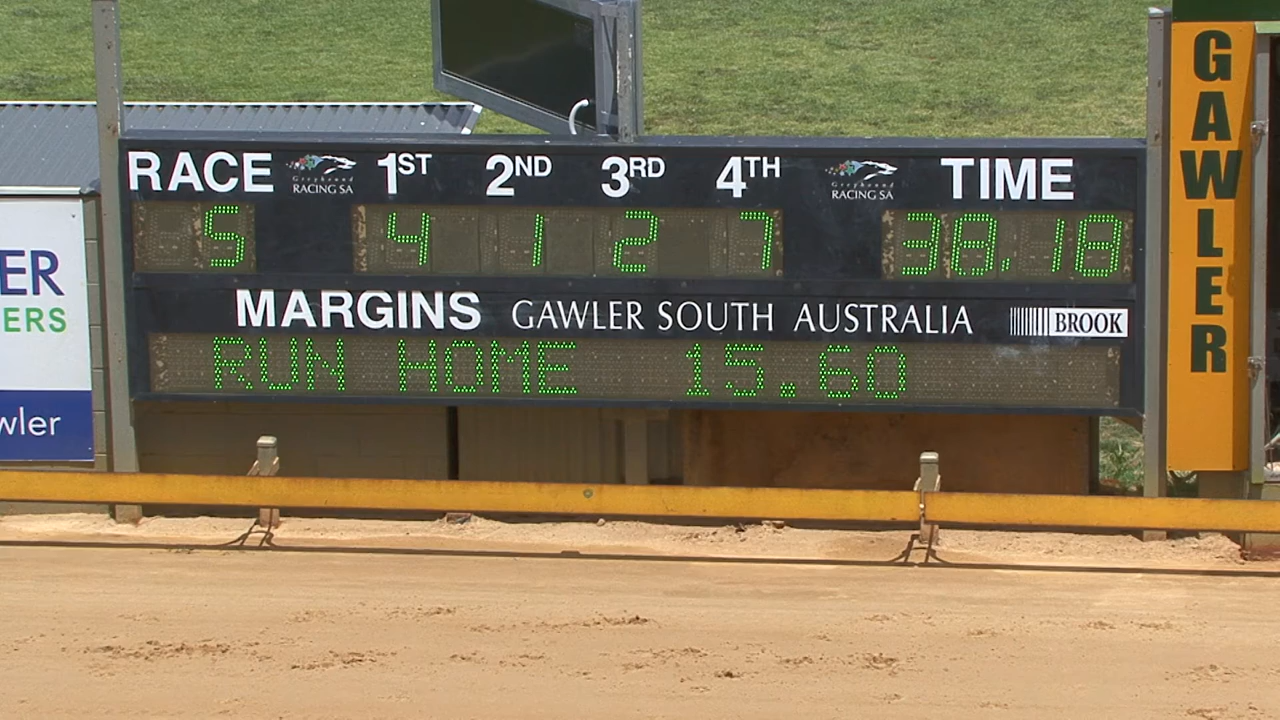 RACE Greyhound RACING SA 1ST 2ND 3RD 4TH Greyhound RACING SA TIME
5 4 1 2 7 38.18
MARGINS GAWLER SOUTH AUSTRALIA BROOK
RUN HOME 15.60
GAWLER
ER
ERS
wler